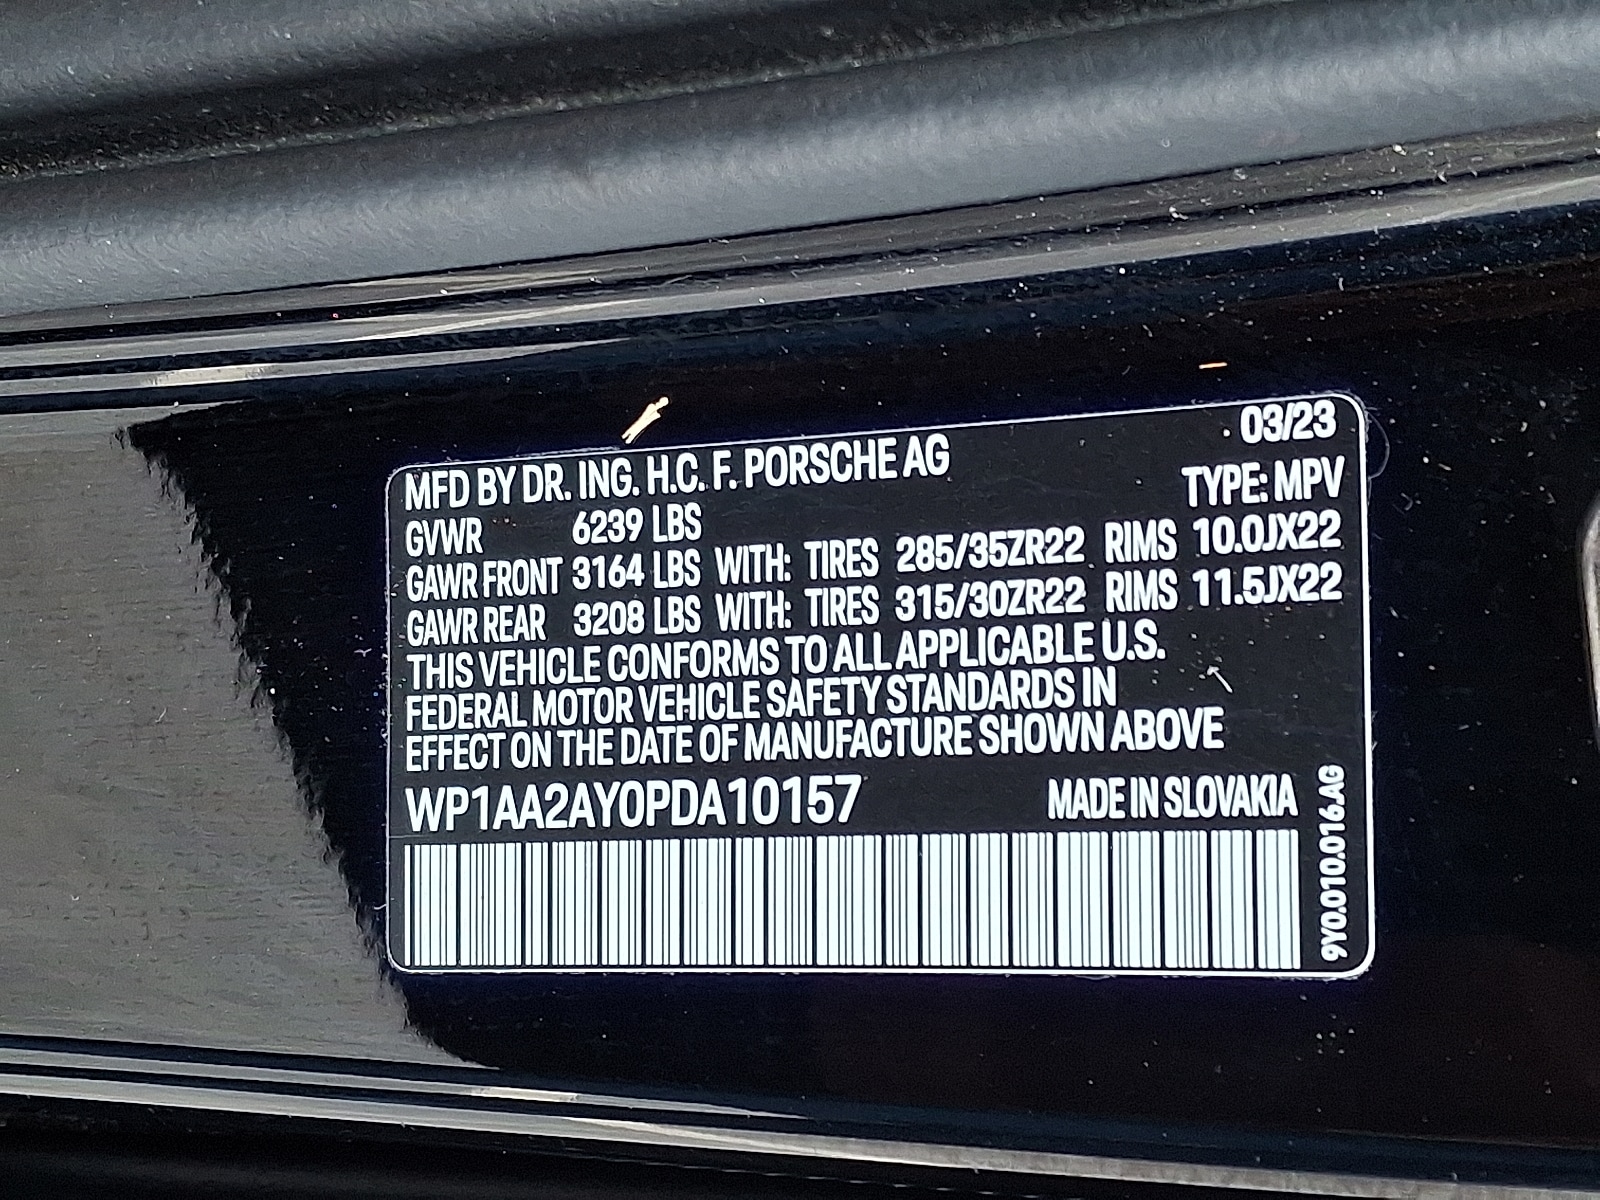 03/23
MFD BY DR. ING. H.C. F. PORSCHE AG
TYPE: MPV
GVWR 6239 LBS
GAWR FRONT 3164 LBS WITH: TIRES 285/35ZR22 RIMS 10.0JX22
GAWR REAR 3208 LBS WITH: TIRES 315/30ZR22 RIMS 11.5JX22
THIS VEHICLE CONFORMS TO ALL APPLICABLE U.S.
FEDERAL MOTOR VEHICLE SAFETY STANDARDS IN
EFFECT ON THE DATE OF MANUFACTURE SHOWN ABOVE
WP1AA2AY0PDA10157 MADE IN SLOVAKIA
9Y0.010.016.AG